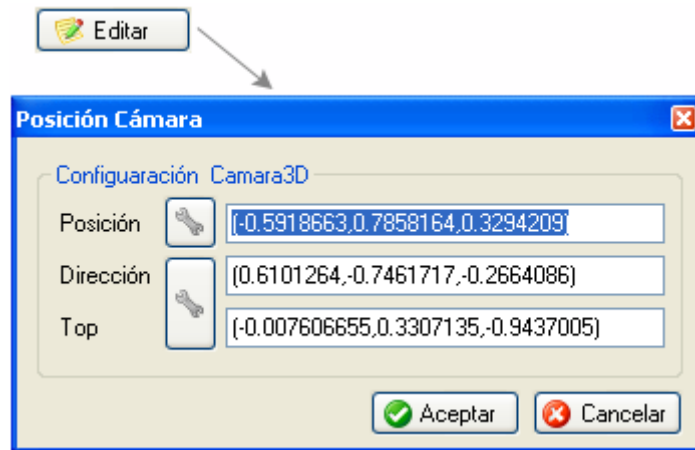 Editar
Posición Cámara
Configuaración Camara3D
Posición (-0.5918663,0.7858164,0.3294209)
Dirección (0.6101264,-0.7461717,-0.2664086)
Top (-0.007606655,0.3307135,-0.9437005)
Aceptar Cancelar